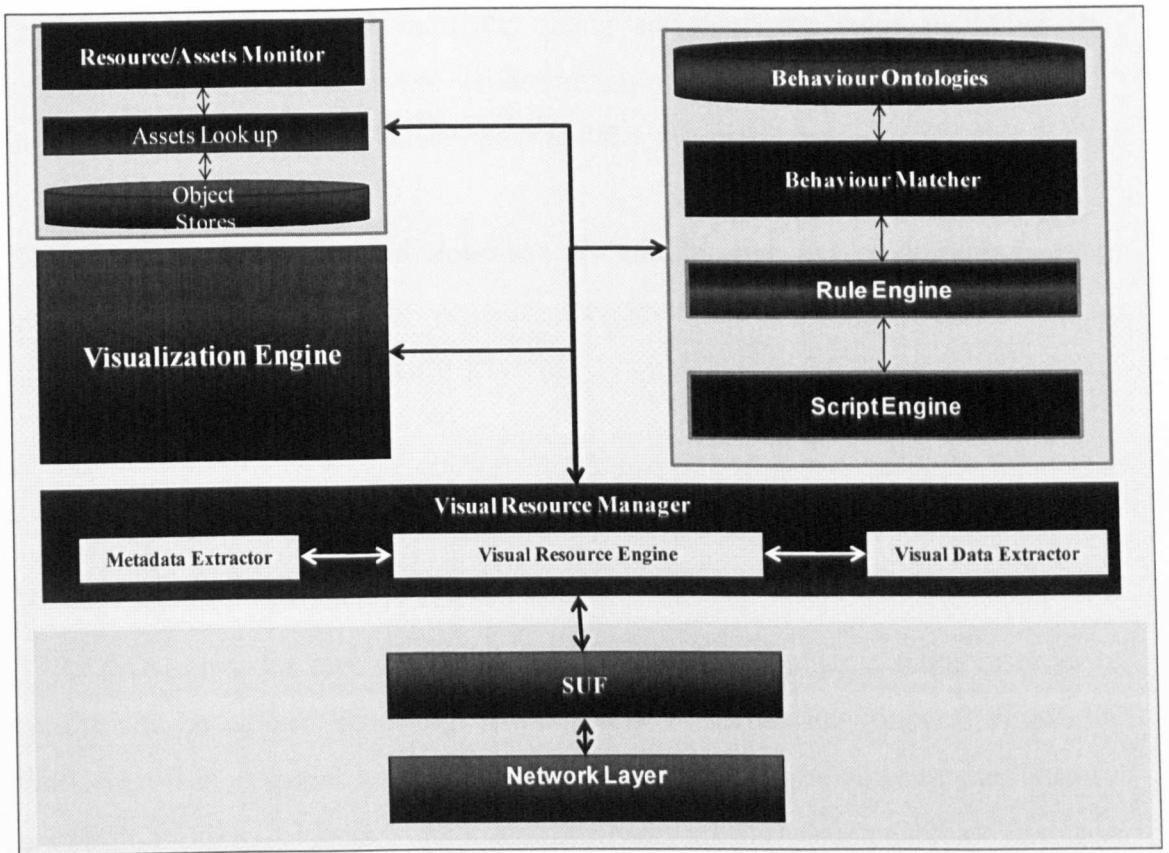 Resource/Assets Monitor
Assets Look up
Object
Stores
Visualization Engine
Behaviour Ontologies
Behaviour Matcher
Rule Engine
Script Engine
Visual Resource Manager
Metadata Extractor
Visual Resource Engine
Visual Data Extractor
SUF
Network Layer